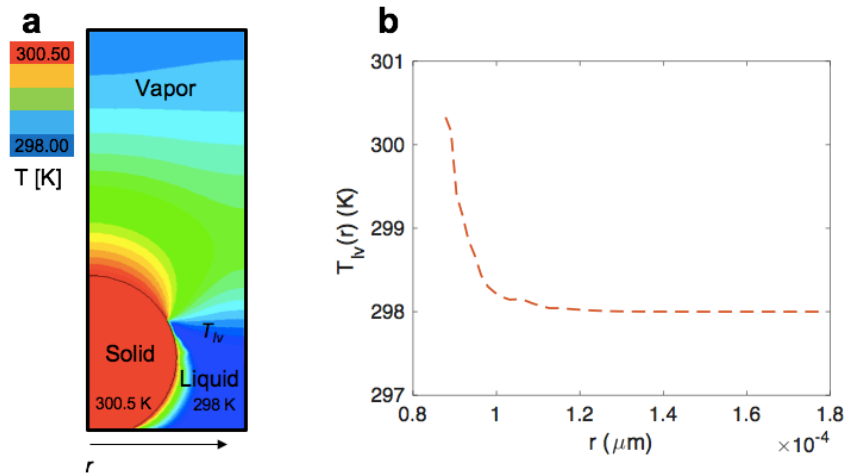 a
300.50
298.00
T [K]
Vapor
T_lv
Solid
Liquid
300.5 K
298 K
r
b
301
300
299
298
297
T_lv(r) (K)
0.8
1
1.2
1.4
1.6
1.8
×10⁻⁴
r (μm)